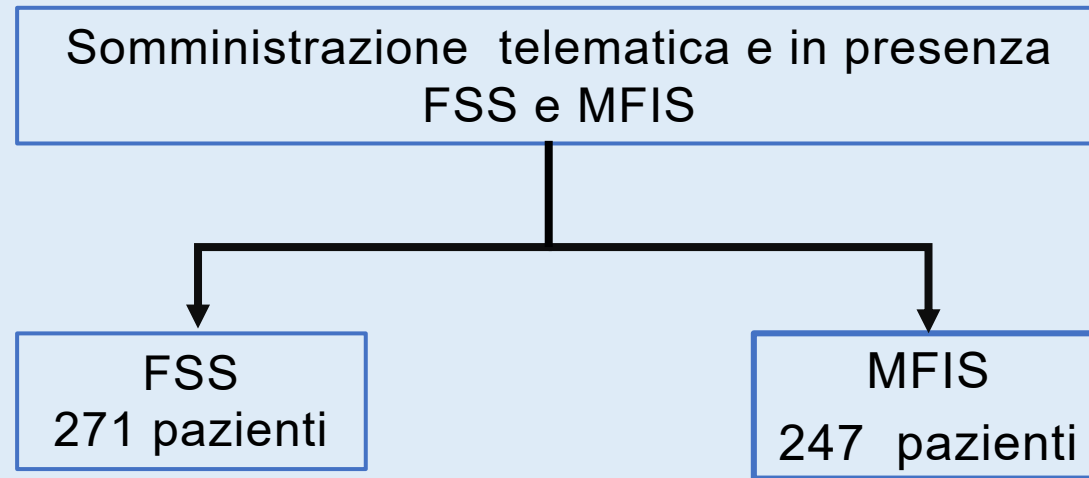 Somministrazione telematica e in presenza
FSS e MFIS
FSS
271 pazienti
MFIS
247 pazienti